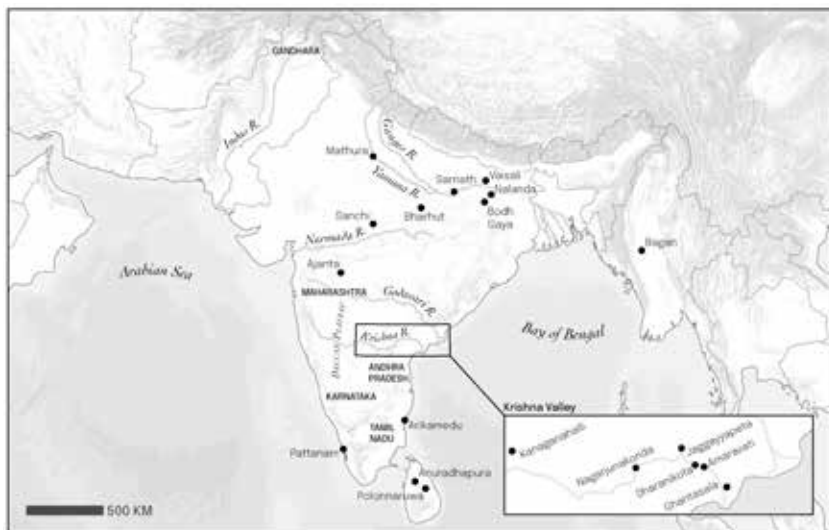 GANDHARA
Indus R.
Ganges R.
Mathura
Yamuna R.
Sarnath
Vaisali
Nalanda
Bodh
Gaya
Bharhut
Sanchi
Narmada R.
Bagan
Ajanta
Arabian Sea
MAHARASHTRA
Godavari R.
DECCAN PLATEAU
Krishna R.
Bay of Bengal
ANDHRA
PRADESH
KARNATAKA
Krishna Valley
TAMIL
NADU
Arikamedu
Pattanam
Anuradhapura
Polonnaruwa
Kanaganahalli
Nagarjunakonda
Jaggayyapeta
Dharanikota
Amaravati
Ghantasala
500 KM